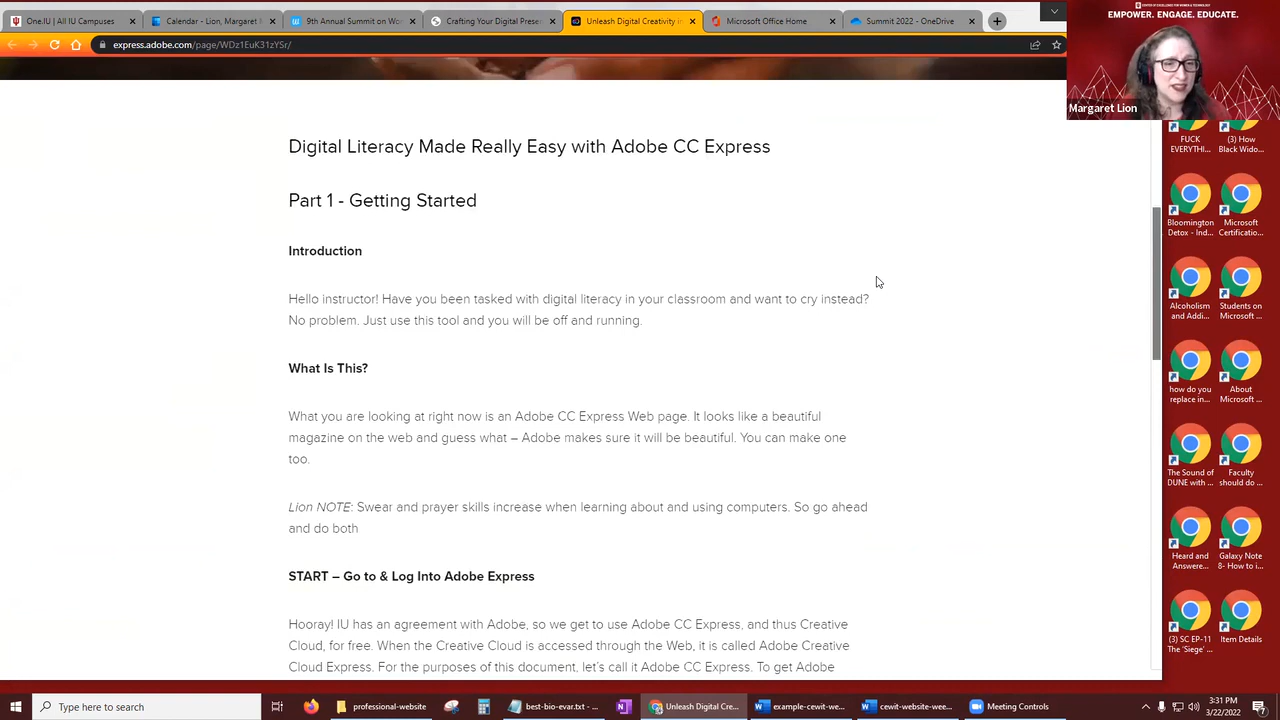 One.IU | All IU Campuses
Calendar - Lion, Margaret
9th Annual Summit on Wo
Crafting Your Digital Prese
Unleash Digital Creativity in
Microsoft Office Home
Summit 2022 - OneDrive
express.adobe.com/page/WDz1EuK31zYSr/
CENTER OF EXCELLENCE FOR WOMEN & TECHNOLOGY
EMPOWER. ENGAGE. EDUCATE.
Margaret Lion
Digital Literacy Made Really Easy with Adobe CC Express
Part 1 - Getting Started
Introduction
Hello instructor! Have you been tasked with digital literacy in your classroom and want to cry instead?
No problem. Just use this tool and you will be off and running.
What Is This?
What you are looking at right now is an Adobe CC Express Web page. It looks like a beautiful
magazine on the web and guess what – Adobe makes sure it will be beautiful. You can make one
too.
Lion NOTE: Swear and prayer skills increase when learning about and using computers. So go ahead
and do both
START – Go to & Log Into Adobe Express
Hooray! IU has an agreement with Adobe, so we get to use Adobe CC Express, and thus Creative
Cloud, for free. When the Creative Cloud is accessed through the Web, it is called Adobe Creative
Cloud Express. For the purposes of this document, let's call it Adobe CC Express. To get Adobe
FUCK
EVERYTHI...
(3) How
Black Wido...
Bloomington
Detox - Ind...
Microsoft
Certificatio...
Alcoholism
and Addi...
Students on
Microsoft ...
how do you
replace in...
About
Microsoft ...
The Sound of
DUNE with ...
Faculty
should do ...
Heard and
Answere...
Galaxy Note
8- How to i...
(3) SC EP-11
The 'Siege' ...
Item Details
Type here to search
professional-website
best-bio-evar.txt - ...
Unleash Digital Cre...
example-cewit-we...
cewit-website-wee...
Meeting Controls
3:31 PM
3/22/2022